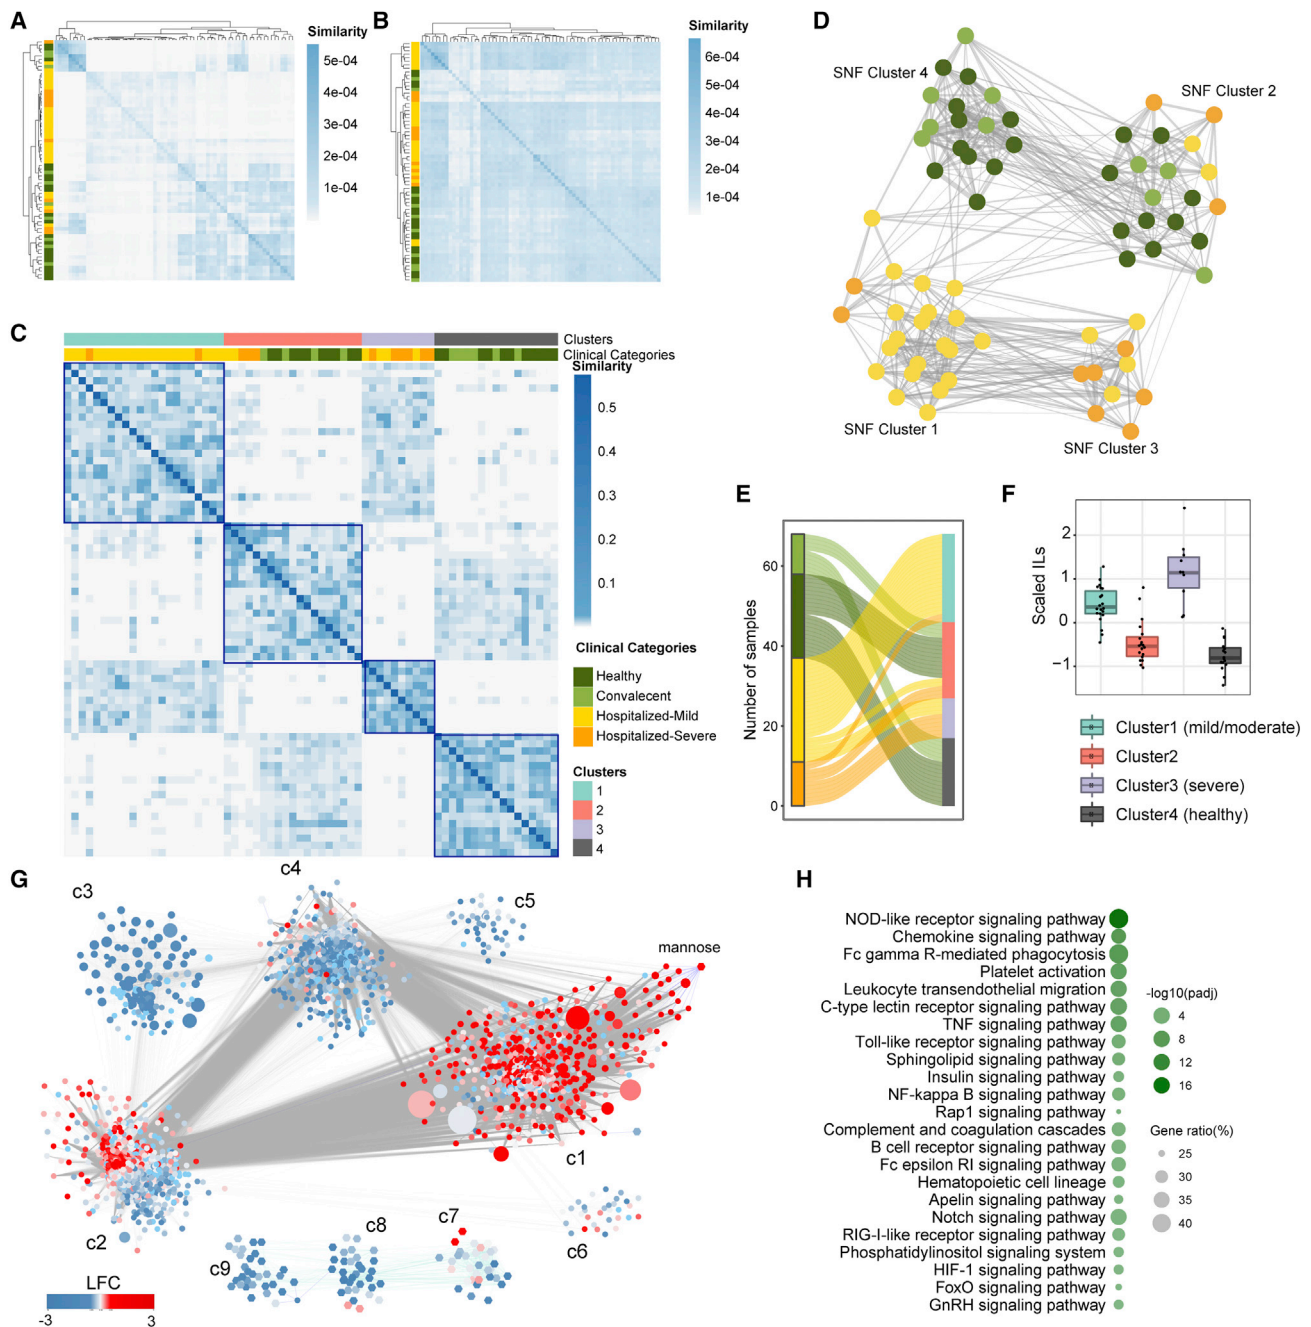 A
Similarity
5e-04
4e-04
3e-04
2e-04
1e-04
B
Similarity
6e-04
5e-04
4e-04
3e-04
2e-04
1e-04
D
SNF Cluster 4
SNF Cluster 2
SNF Cluster 1
SNF Cluster 3
C
Clusters
Clinical Categories
Similarity
0.5
0.4
0.3
0.2
0.1
Clinical Categories
Healthy
Convalecent
Hospitalized-Mild
Hospitalized-Severe
Clusters
1
2
3
4
E
Number of samples
60
40
20
0
F
Scaled ILs
2
1
0
−1
Cluster1 (mild/moderate)
Cluster2
Cluster3 (severe)
Cluster4 (healthy)
G
c3
c4
c5
mannose
c1
c2
c6
c7
c8
c9
LFC
-3
3
H
NOD-like receptor signaling pathway
Chemokine signaling pathway
Fc gamma R-mediated phagocytosis
Platelet activation
Leukocyte transendothelial migration
C-type lectin receptor signaling pathway
TNF signaling pathway
Toll-like receptor signaling pathway
Sphingolipid signaling pathway
Insulin signaling pathway
NF-kappa B signaling pathway
Rap1 signaling pathway
Complement and coagulation cascades
B cell receptor signaling pathway
Fc epsilon RI signaling pathway
Hematopoietic cell lineage
Apelin signaling pathway
Notch signaling pathway
RIG-I-like receptor signaling pathway
Phosphatidylinositol signaling system
HIF-1 signaling pathway
FoxO signaling pathway
GnRH signaling pathway
-log10(padj)
4
8
12
16
Gene ratio(%)
25
30
35
40